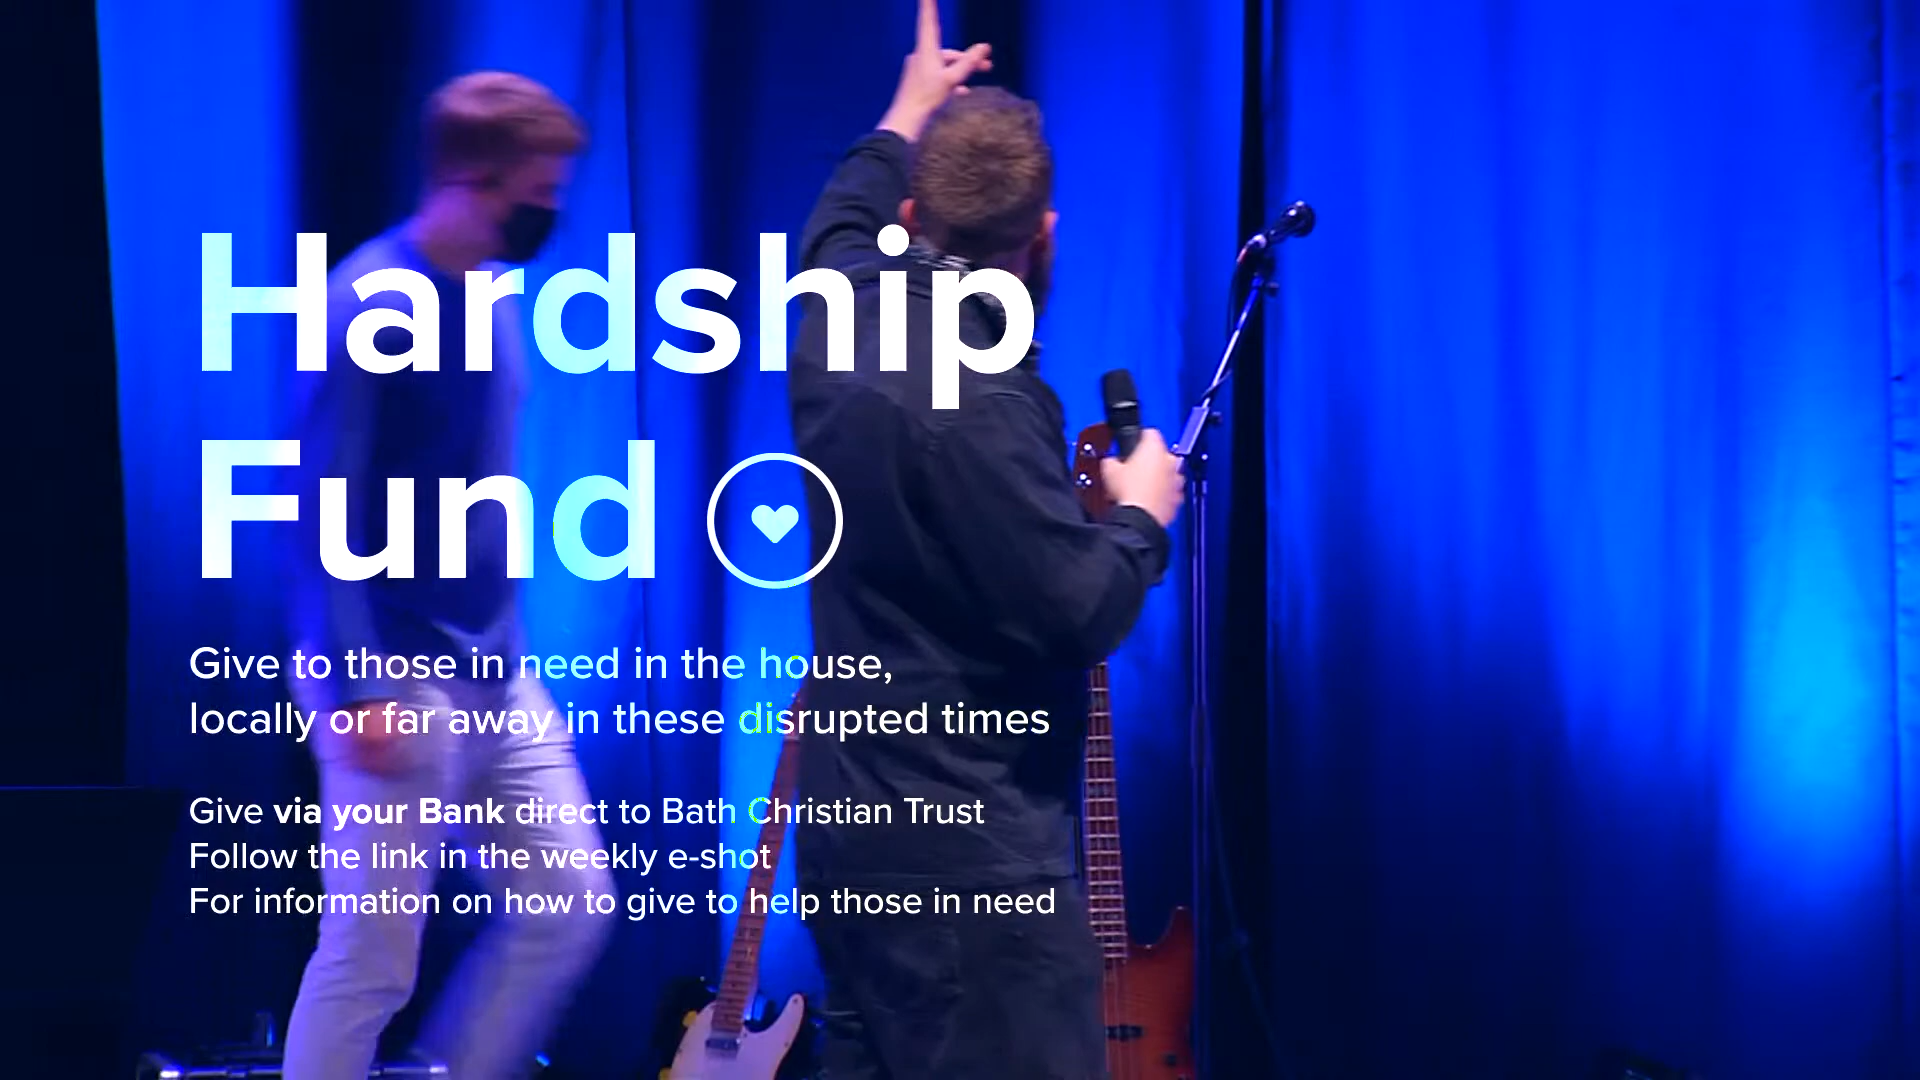 Hardship
Fund
Give to those in need in the house,
locally or far away in these disrupted times
Give via your Bank direct to Bath Christian Trust
Follow the link in the weekly e-shot
For information on how to give to help those in need